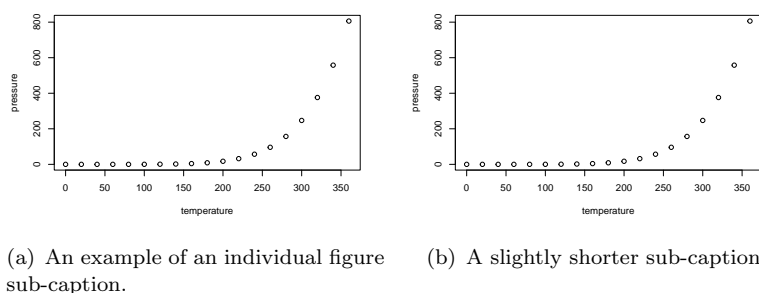 800
600
400
200
0
pressure
0 50 100 150 200 250 300 350
temperature
(a) An example of an individual figure
sub-caption.
800
600
400
200
0
pressure
0 50 100 150 200 250 300 350
temperature
(b) A slightly shorter sub-caption